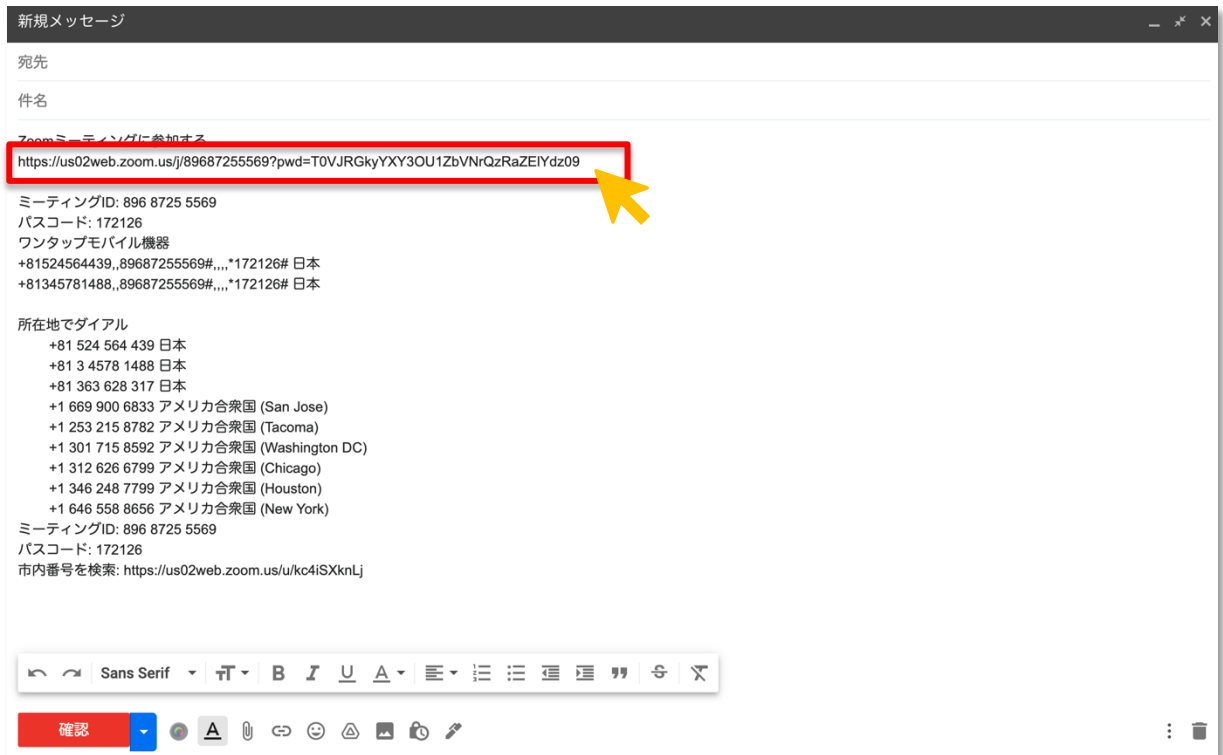 新規メッセージ
宛先
件名
Zoomミーティングに参加する
https://us02web.zoom.us/j/89687255569?pwd=T0VJRGkyYXY3OU1ZbVNrQzRaZElYdz09
ミーティングID: 896 8725 5569
パスコード: 172126
ワンタップモバイル機器
+81524564439,,89687255569#,,,,*172126# 日本
+81345781488,,89687255569#,,,,*172126# 日本
所在地でダイアル
+81 524 564 439 日本
+81 3 4578 1488 日本
+81 363 628 317 日本
+1 669 900 6833 アメリカ合衆国 (San Jose)
+1 253 215 8782 アメリカ合衆国 (Tacoma)
+1 301 715 8592 アメリカ合衆国 (Washington DC)
+1 312 626 6799 アメリカ合衆国 (Chicago)
+1 346 248 7799 アメリカ合衆国 (Houston)
+1 646 558 8656 アメリカ合衆国 (New York)
ミーティングID: 896 8725 5569
パスコード: 172126
市内番号を検索: https://us02web.zoom.us/u/kc4iSXknLj
Sans Serif
確認